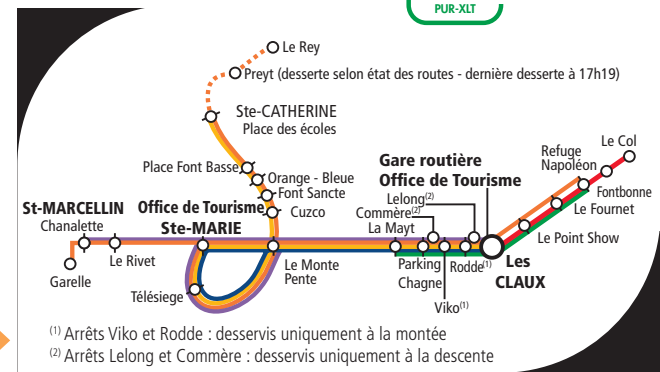 PUR-XLT
Le Rey
Preyt (desserte selon état des routes - dernière desserte à 17h19)
Ste-CATHERINE
Place des écoles
Place Font Basse
Orange - Bleue
Font Sancte
Cuzco
St-MARCELLIN
Chanalette
Office de Tourisme
Ste-MARIE
Le Rivet
Garelle
Télésiege
Le Monte
Pente
Gare routière
Office de Tourisme
Lelong(2)
Commère(2)
La Mayt
Parking
Chagne
Rodde(1)
Viko(1)
Les
CLAUX
Le Col
Refuge
Napoléon
Fontbonne
Le Fournet
Le Point Show
(1) Arrêts Viko et Rodde : desservis uniquement à la montée
(2) Arrêts Lelong et Commère : desservis uniquement à la descente